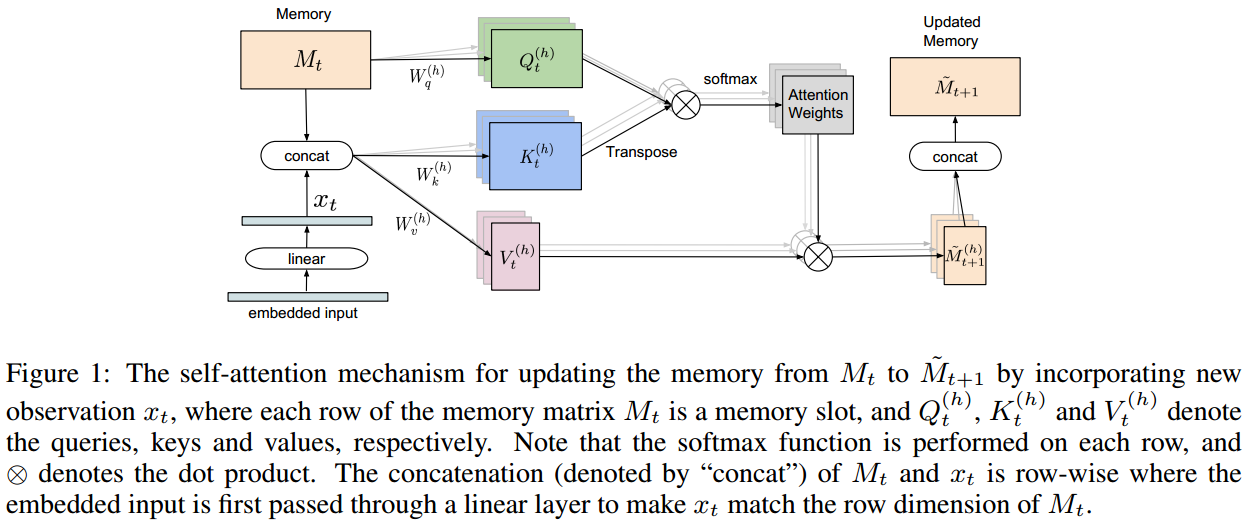 Memory
M_t
W_q^{(h)}
Q_t^{(h)}
softmax
Attention
Weights
Updated
Memory
\tilde{M}_{t+1}
concat
W_k^{(h)}
K_t^{(h)}
Transpose
concat
x_t
W_v^{(h)}
V_t^{(h)}
\tilde{M}_{t+1}^{(h)}
linear
embedded input
Figure 1: The self-attention mechanism for updating the memory from M_t to \tilde{M}_{t+1} by incorporating new
observation x_t, where each row of the memory matrix M_t is a memory slot, and Q_t^{(h)}, K_t^{(h)} and V_t^{(h)} denote
the queries, keys and values, respectively. Note that the softmax function is performed on each row, and
⊗ denotes the dot product. The concatenation (denoted by “concat”) of M_t and x_t is row-wise where the
embedded input is first passed through a linear layer to make x_t match the row dimension of M_t.